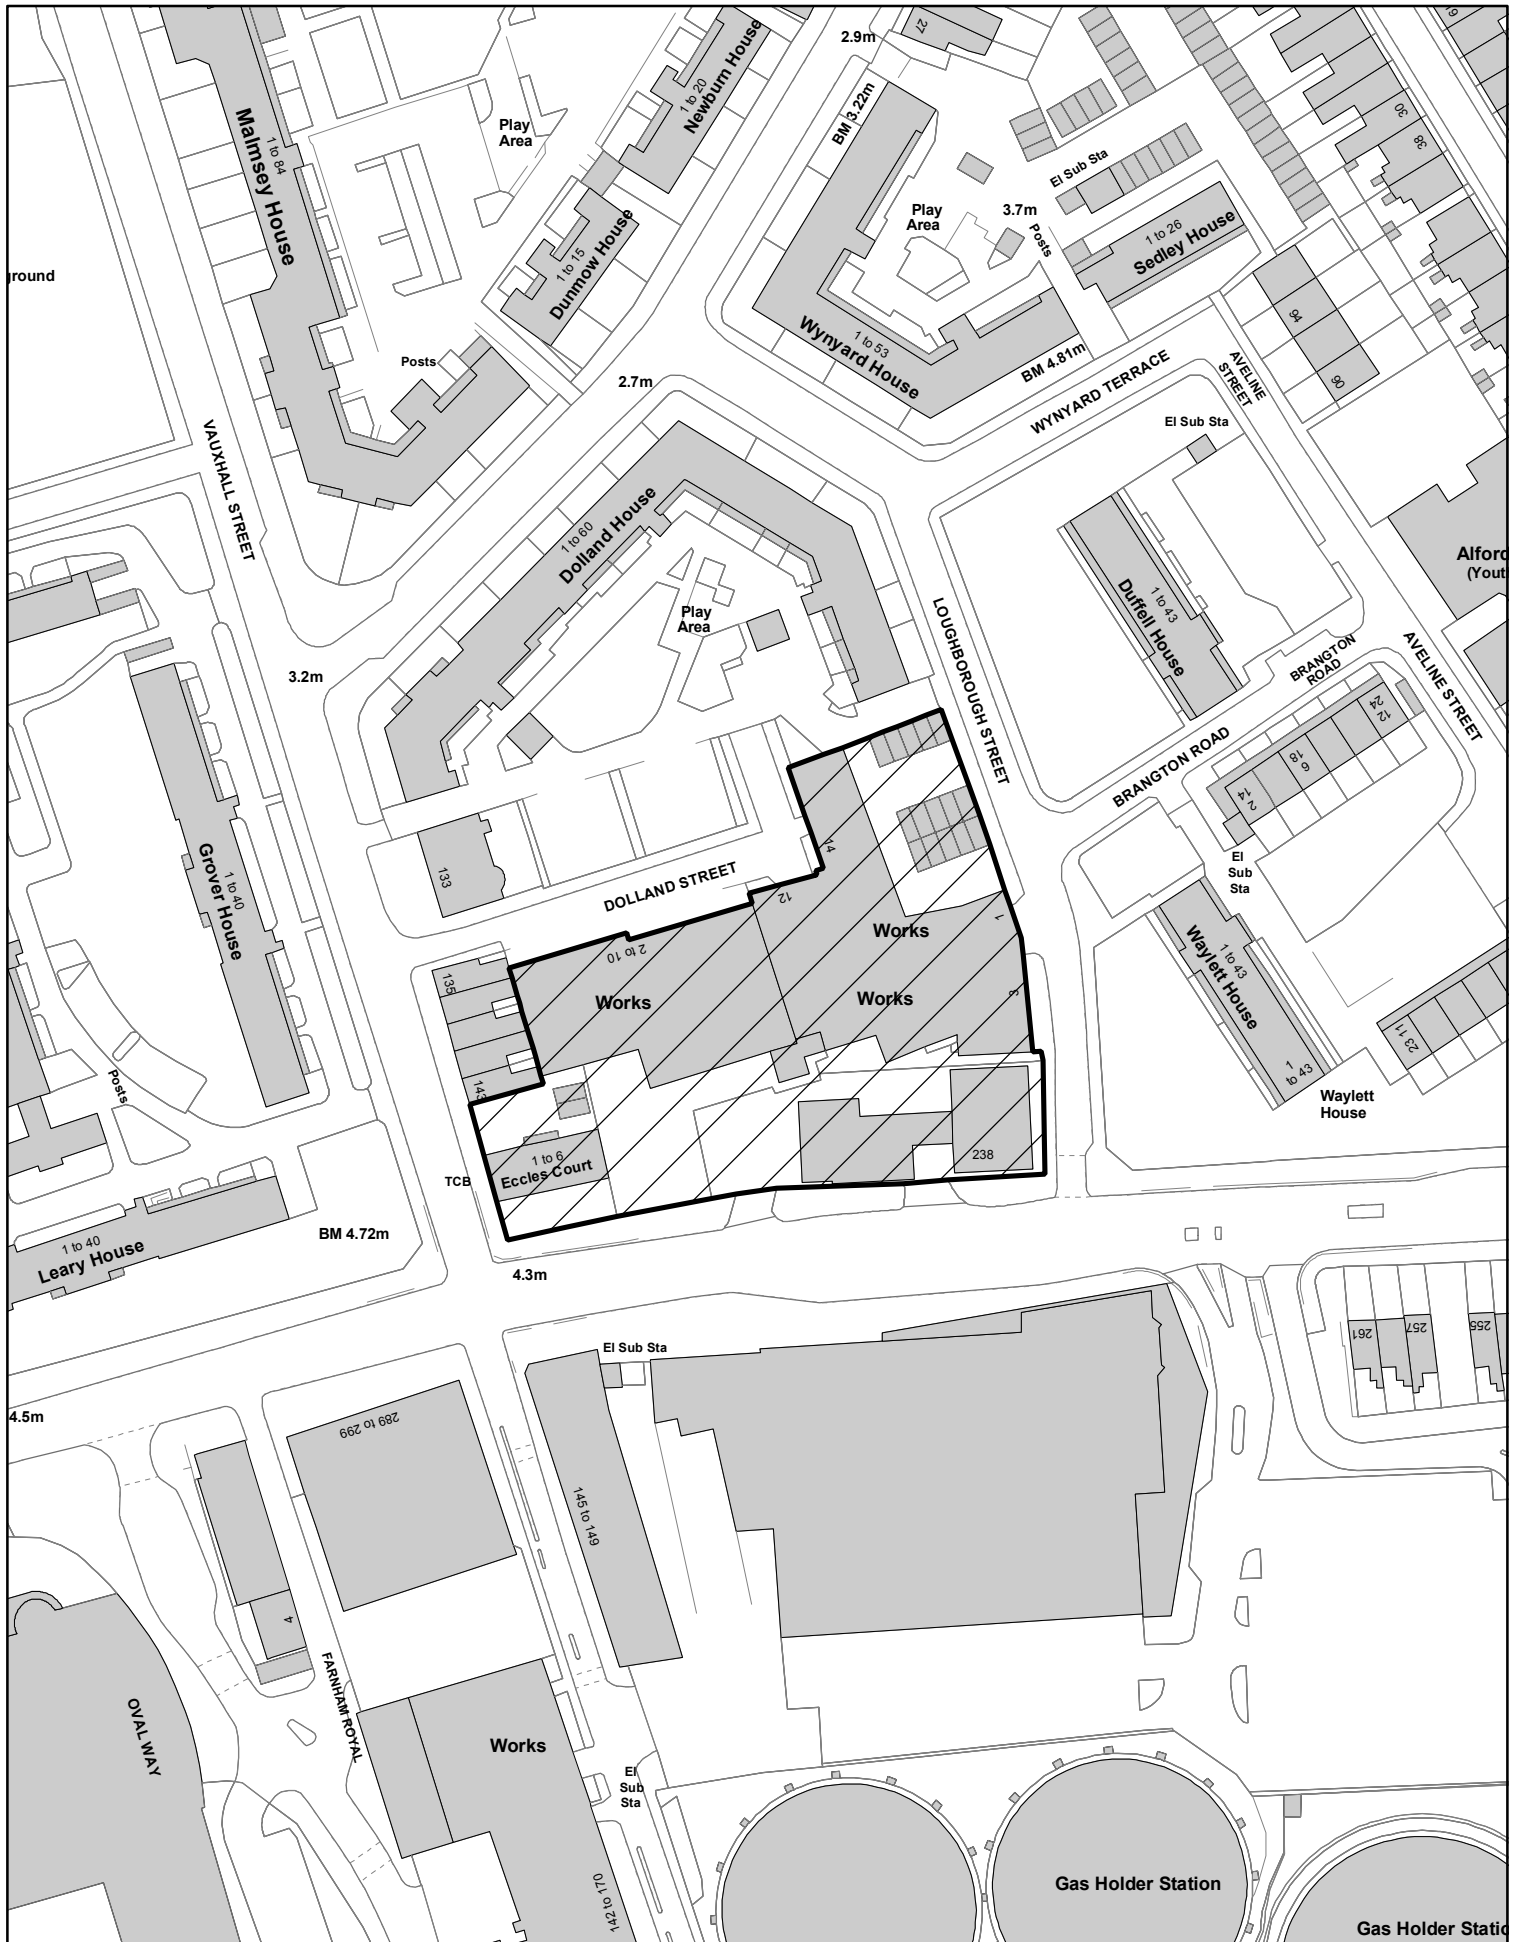 27
2.9m
19
1 to 20
Newburn House
BM 3.22m
Malmsey House
1 to 84
Play
Area
30
38
El Sub Sta
1 to 15
Dunmow House
Play
Area
3.7m
Posts
1 to 26
Sedley House
ground
94
90
1 to 53
Wynyard House
BM 4.81m
WYNYARD TERRACE
AVELINE
STREET
Posts
2.7m
El Sub Sta
VAUXHALL STREET
1 to 60
Dolland House
Alford
(Yout
1 to 43
Duffell House
Play
Area
LOUGHBOROUGH STREET
BRANGTON
ROAD
AVELINE STREET
3.2m
24
12
BRANGTON ROAD
18
6
14
2
Grover House
1 to 40
133
14
El
Sub
Sta
DOLLAND STREET
12
1
Works
Waylett House
1 to 43
2 to 10
135
Works
Works
3
23 11
143
Posts
1
to 43
Waylett
House
1 to 6
Eccles Court
238
TCB
BM 4.72m
1 to 40
Leary House
4.3m
El Sub Sta
261
257
255
4.5m
289 to 299
145 to 149
4
FARNHAM ROYAL
OVAL WAY
Works
El
Sub
Sta
142 to 170
Gas Holder Station
Gas Holder Statio